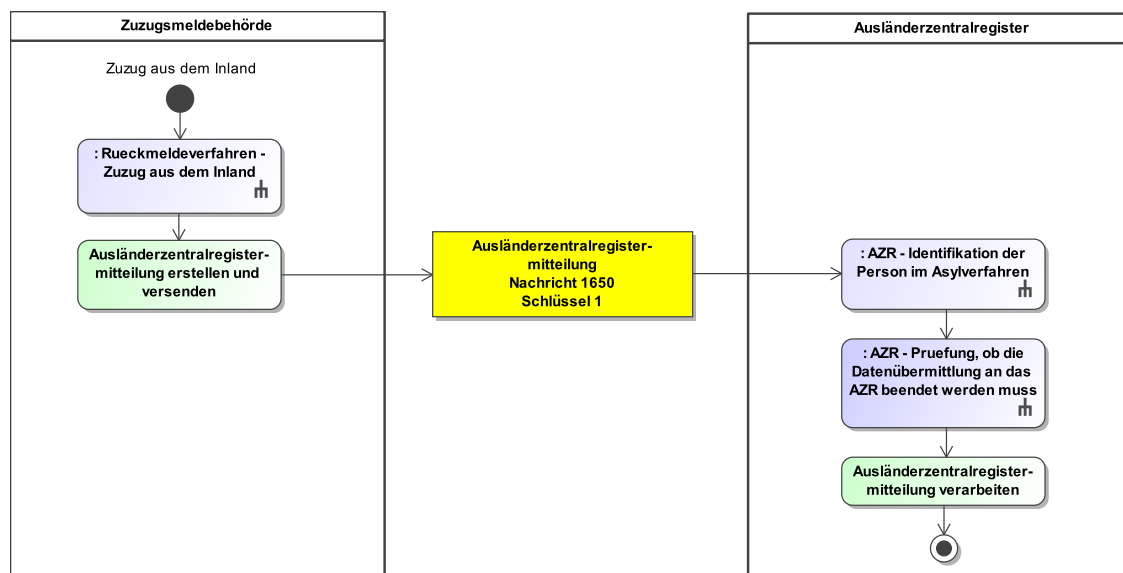 Zuzugsmeldebehörde
Zuzug aus dem Inland
: Rueckmeldeverfahren -
Zuzug aus dem Inland
Ausländerzentralregister-
mitteilung erstellen und
versenden
Ausländerzentralregister-
mitteilung
Nachricht 1650
Schlüssel 1
Ausländerzentralregister
: AZR - Identifikation der
Person im Asylverfahren
: AZR - Pruefung, ob die
Datenübermittlung an das
AZR beendet werden muss
Ausländerzentralregister-
mitteilung verarbeiten